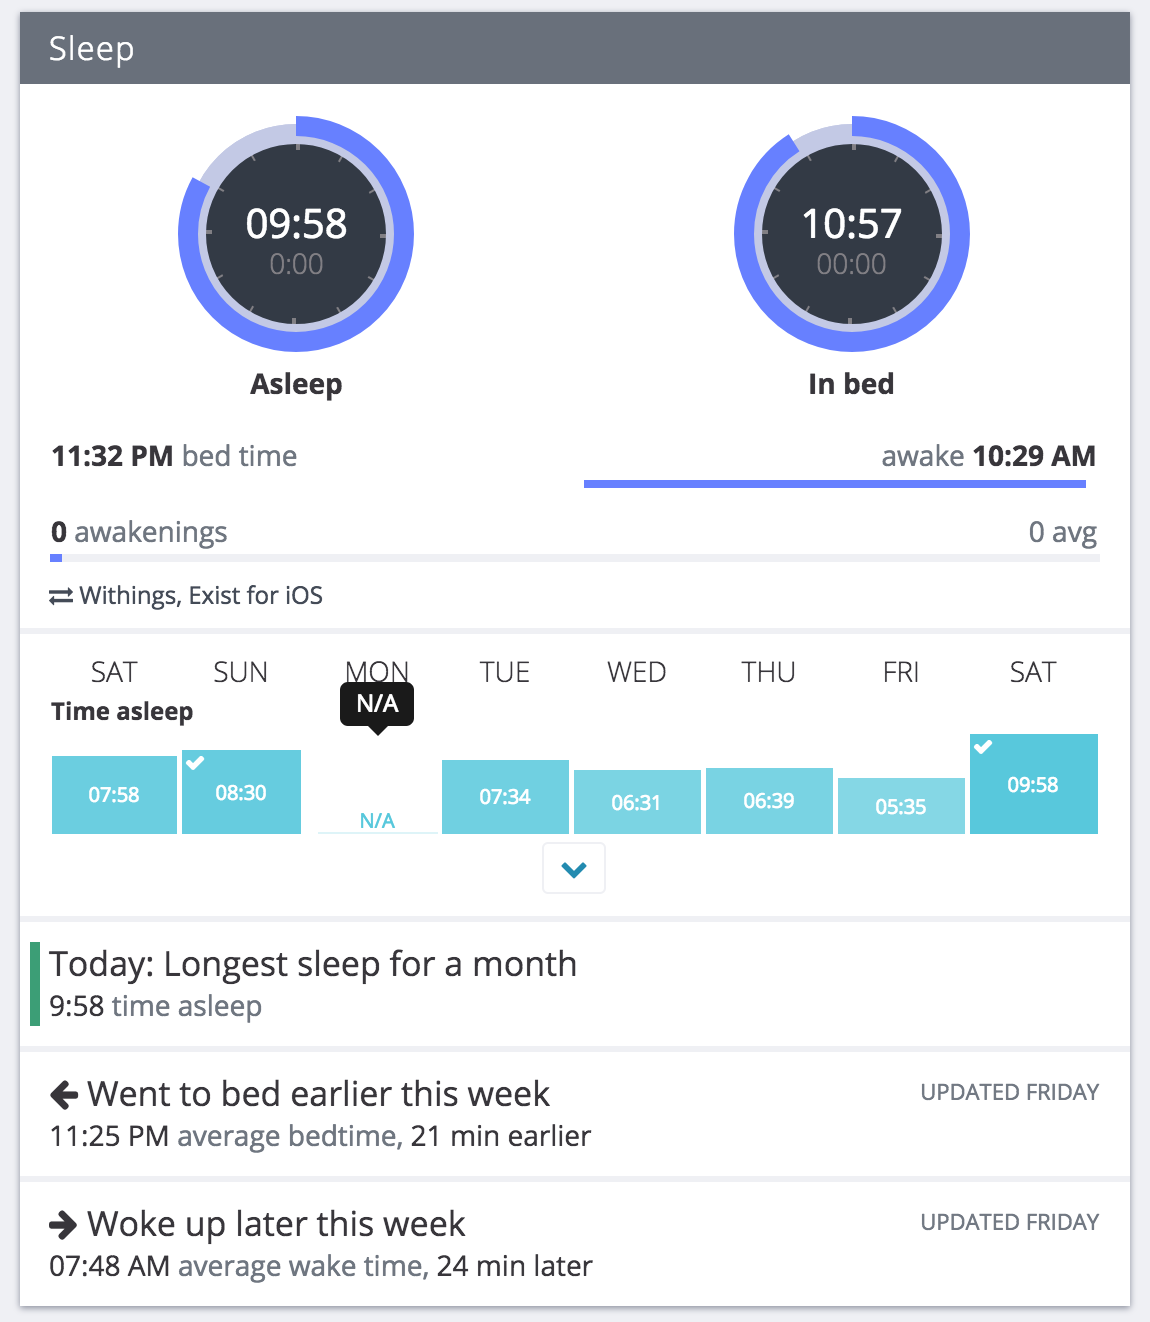 Sleep
09:58
0:00
10:57
00:00
Asleep
In bed
11:32 PM bed time
awake 10:29 AM
0 awakenings
0 avg
Withings, Exist for iOS
SAT SUN MON TUE WED THU FRI SAT
N/A
Time asleep
07:58 08:30 N/A 07:34 06:31 06:39 05:35 09:58
Today: Longest sleep for a month
9:58 time asleep
Went to bed earlier this week
UPDATED FRIDAY
11:25 PM average bedtime, 21 min earlier
Woke up later this week
UPDATED FRIDAY
07:48 AM average wake time, 24 min later